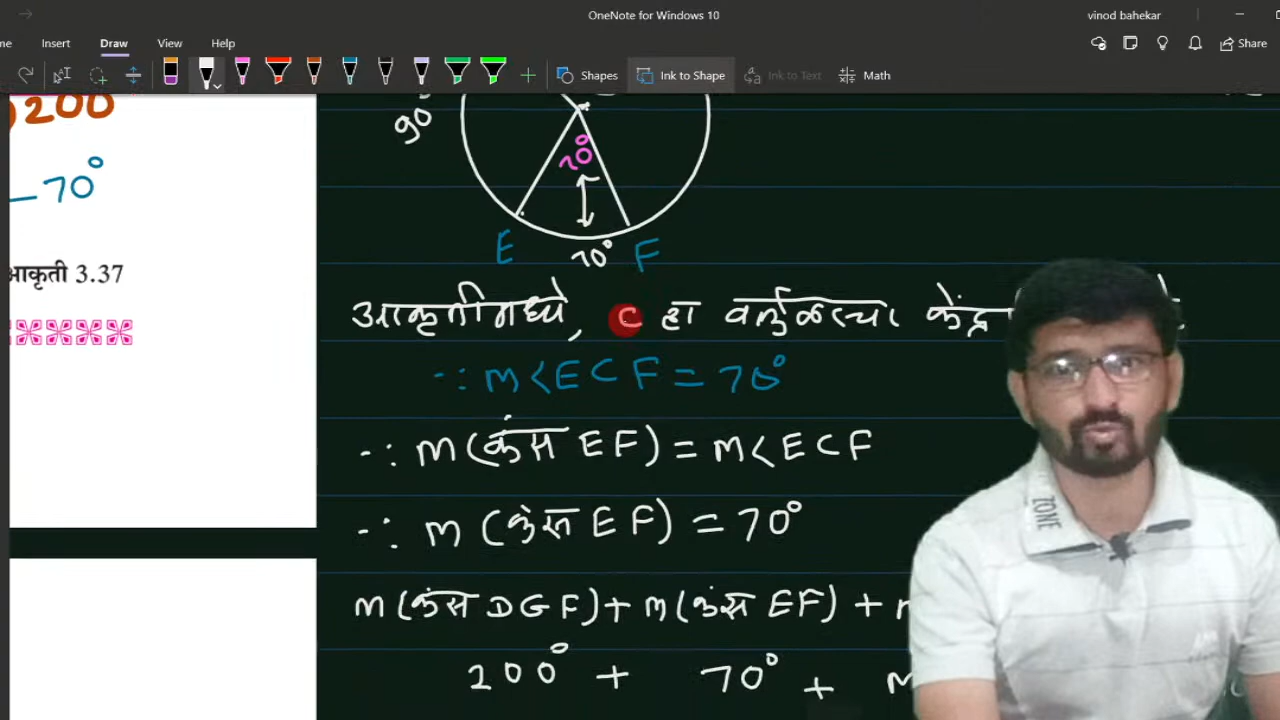 OneNote for Windows 10
vinod bahekar
Insert
Draw
View
Help
Share
Shapes
Ink to Shape
Ink to Text
Math
200
70°
आकृती 3.37
90°
70°
E
70°
F
आकृतीमध्ये, C हा वर्तुळाचा केंद्र
∴ m<ECF = 70°
∴ m(कंस EF) = m<ECF
∴ m(कंस EF) = 70°
m(कंस DGF) + m(कंस EF) +
200° + 70° + m
ZONE